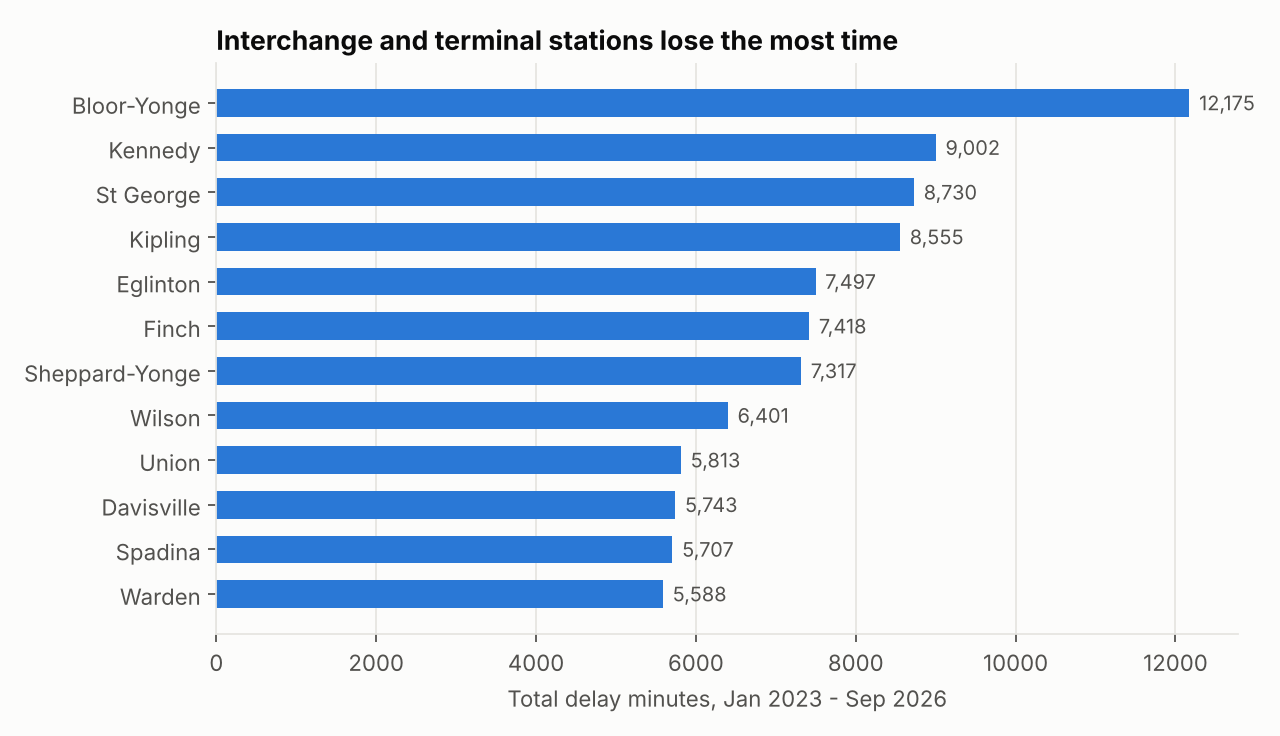 Interchange and terminal stations lose the most time
Bloor-Yonge 12,175
Kennedy 9,002
St George 8,730
Kipling 8,555
Eglinton 7,497
Finch 7,418
Sheppard-Yonge 7,317
Wilson 6,401
Union 5,813
Davisville 5,743
Spadina 5,707
Warden 5,588
0 2000 4000 6000 8000 10000 12000
Total delay minutes, Jan 2023 - Sep 2026